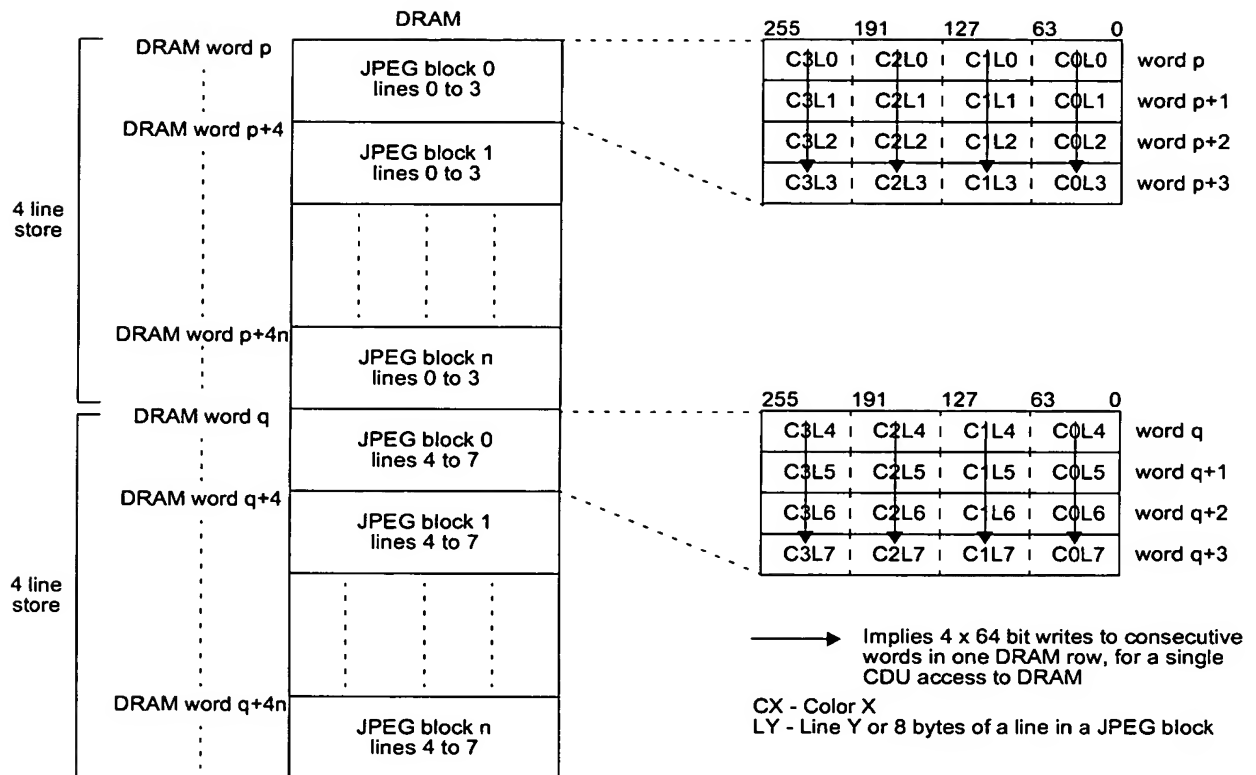 DRAM
DRAM word p
JPEG block 0
lines 0 to 3
DRAM word p+4
JPEG block 1
lines 0 to 3
4 line
store
DRAM word p+4n
JPEG block n
lines 0 to 3
DRAM word q
JPEG block 0
lines 4 to 7
DRAM word q+4
JPEG block 1
lines 4 to 7
4 line
store
DRAM word q+4n
JPEG block n
lines 4 to 7
255 191 127 63 0
C3L0 C2L0 C1L0 C0L0 word p
C3L1 C2L1 C1L1 C0L1 word p+1
C3L2 C2L2 C1L2 C0L2 word p+2
C3L3 C2L3 C1L3 C0L3 word p+3
255 191 127 63 0
C3L4 C2L4 C1L4 C0L4 word q
C3L5 C2L5 C1L5 C0L5 word q+1
C3L6 C2L6 C1L6 C0L6 word q+2
C3L7 C2L7 C1L7 C0L7 word q+3
Implies 4 x 64 bit writes to consecutive
words in one DRAM row, for a single
CDU access to DRAM
CX - Color X
LY - Line Y or 8 bytes of a line in a JPEG block